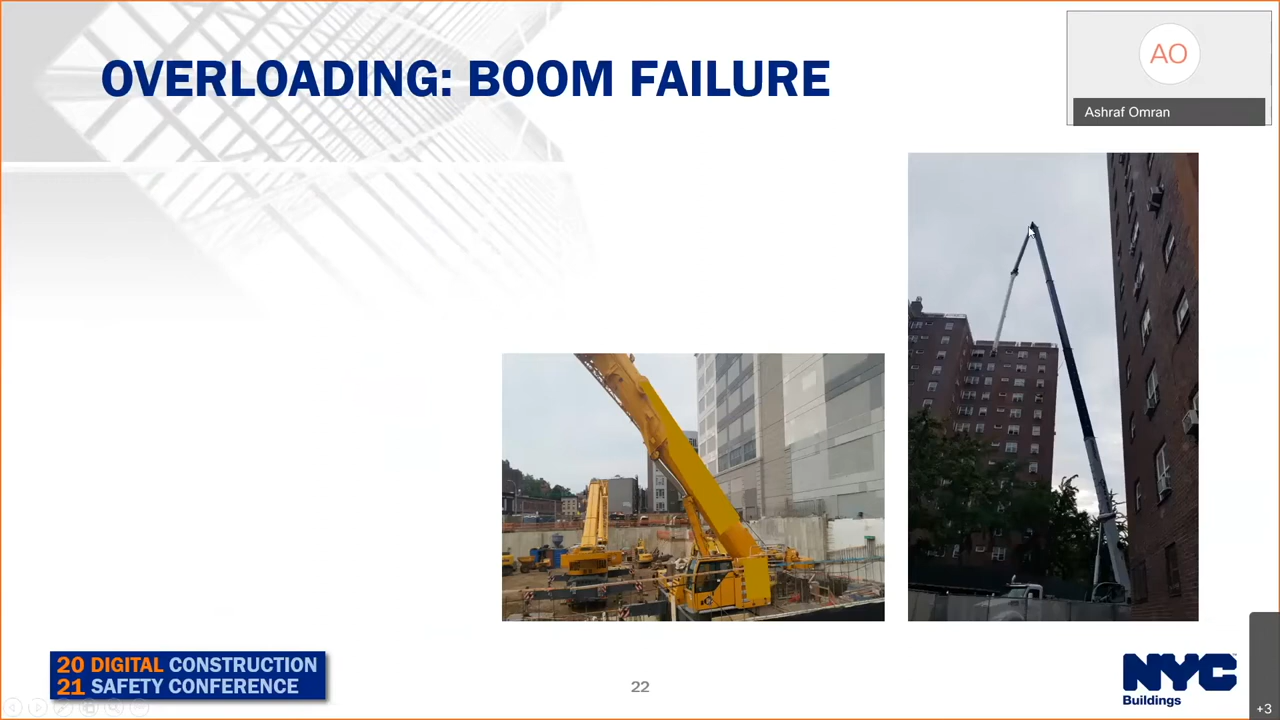 OVERLOADING: BOOM FAILURE
AO
Ashraf Omran
20 DIGITAL CONSTRUCTION
21 SAFETY CONFERENCE
22
NYC
Buildings
+3